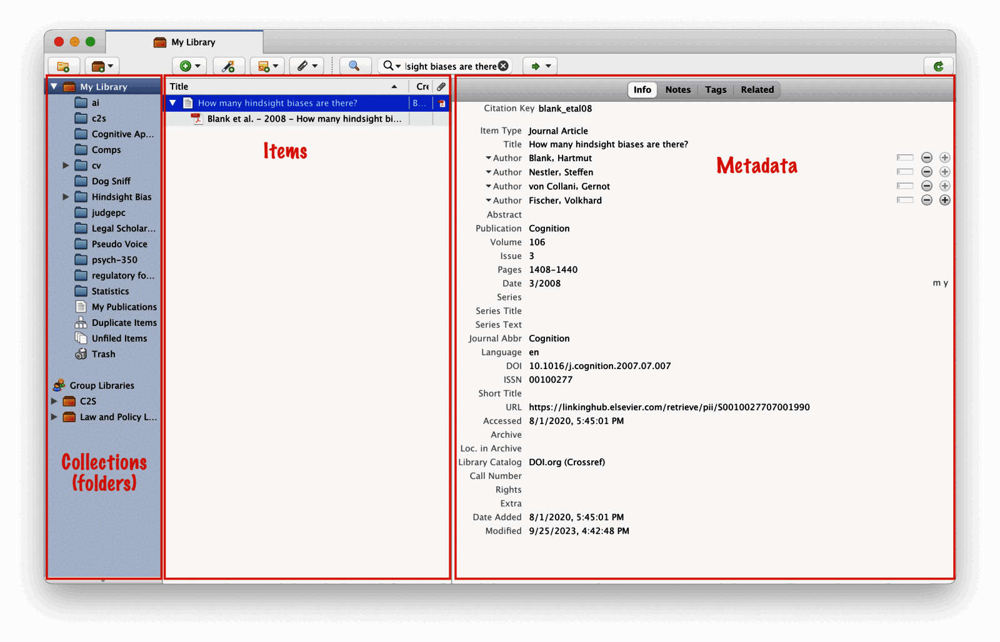 My Library
lsight biases are there
My Library
ai
c2s
Cognitive Ap...
Comps
cv
Dog Sniff
Hindsight Bias
judgepc
Legal Scholar...
Pseudo Voice
psych-350
regulatory fo...
Statistics
My Publications
Duplicate Items
Unfiled Items
Trash
Group Libraries
C2S
Law and Policy L...
Collections
(folders)
Title Cre
How many hindsight biases are there? B...
Blank et al. - 2008 - How many hindsight bi...
Items
Info Notes Tags Related
Citation Key blank_etal08
Item Type Journal Article
Title How many hindsight biases are there?
Author Blank, Hartmut
Metadata
Author Nestler, Steffen
Author von Collani, Gernot
Author Fischer, Volkhard
Abstract
Publication Cognition
Volume 106
Issue 3
Pages 1408-1440
Date 3/2008 m y
Series
Series Title
Series Text
Journal Abbr Cognition
Language en
DOI 10.1016/j.cognition.2007.07.007
ISSN 00100277
Short Title
URL https://linkinghub.elsevier.com/retrieve/pii/S0010027707001990
Accessed 8/1/2020, 5:45:01 PM
Archive
Loc. in Archive
Library Catalog DOI.org (Crossref)
Call Number
Rights
Extra
Date Added 8/1/2020, 5:45:01 PM
Modified 9/25/2023, 4:42:48 PM